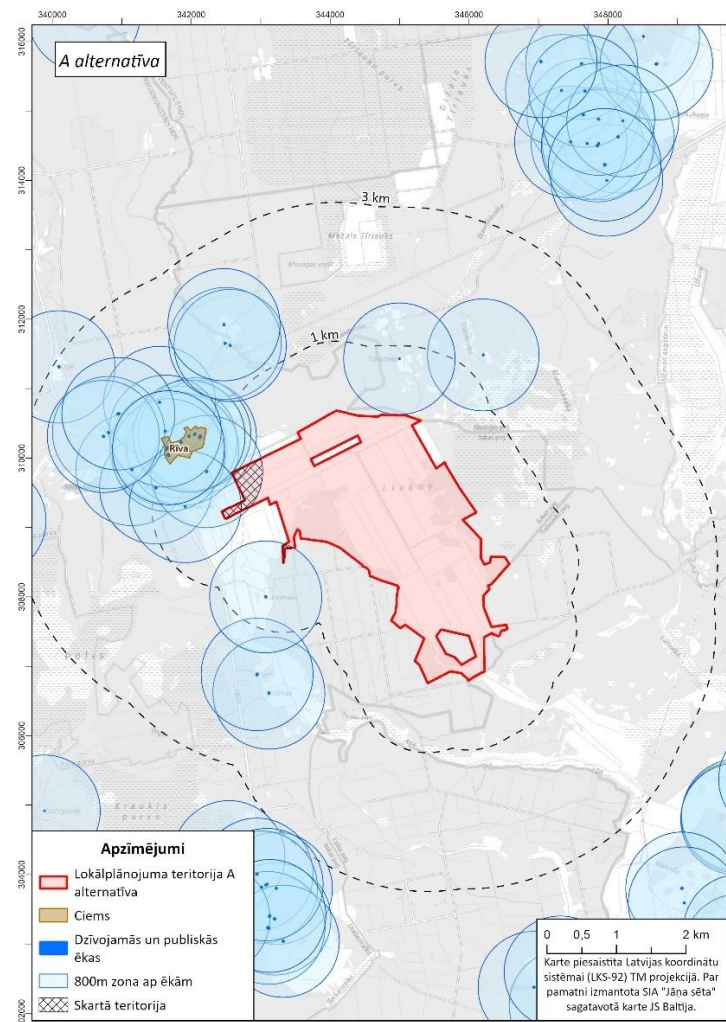 340000
342000
344000
346000
348000
316000
A alternatīva
314000
3 km
Mazais Tīrlauks
312000
1 km
310000
Rīva
Liekne
308000
306000
304000
302000
Apzīmējumi
Lokālplānojuma teritorija A
alternatīva
Ciems
Dzīvojamās un publiskās
ēkas
800m zona ap ēkām
Skartā teritorija
0 0,5 1 2 km
Karte piesaistīta Latvijas koordinātu
sistēmai (LKS-92) TM projekcijā. Par
pamatni izmantota SIA "Jāņa sēta"
sagatavotā karte JS Baltija.